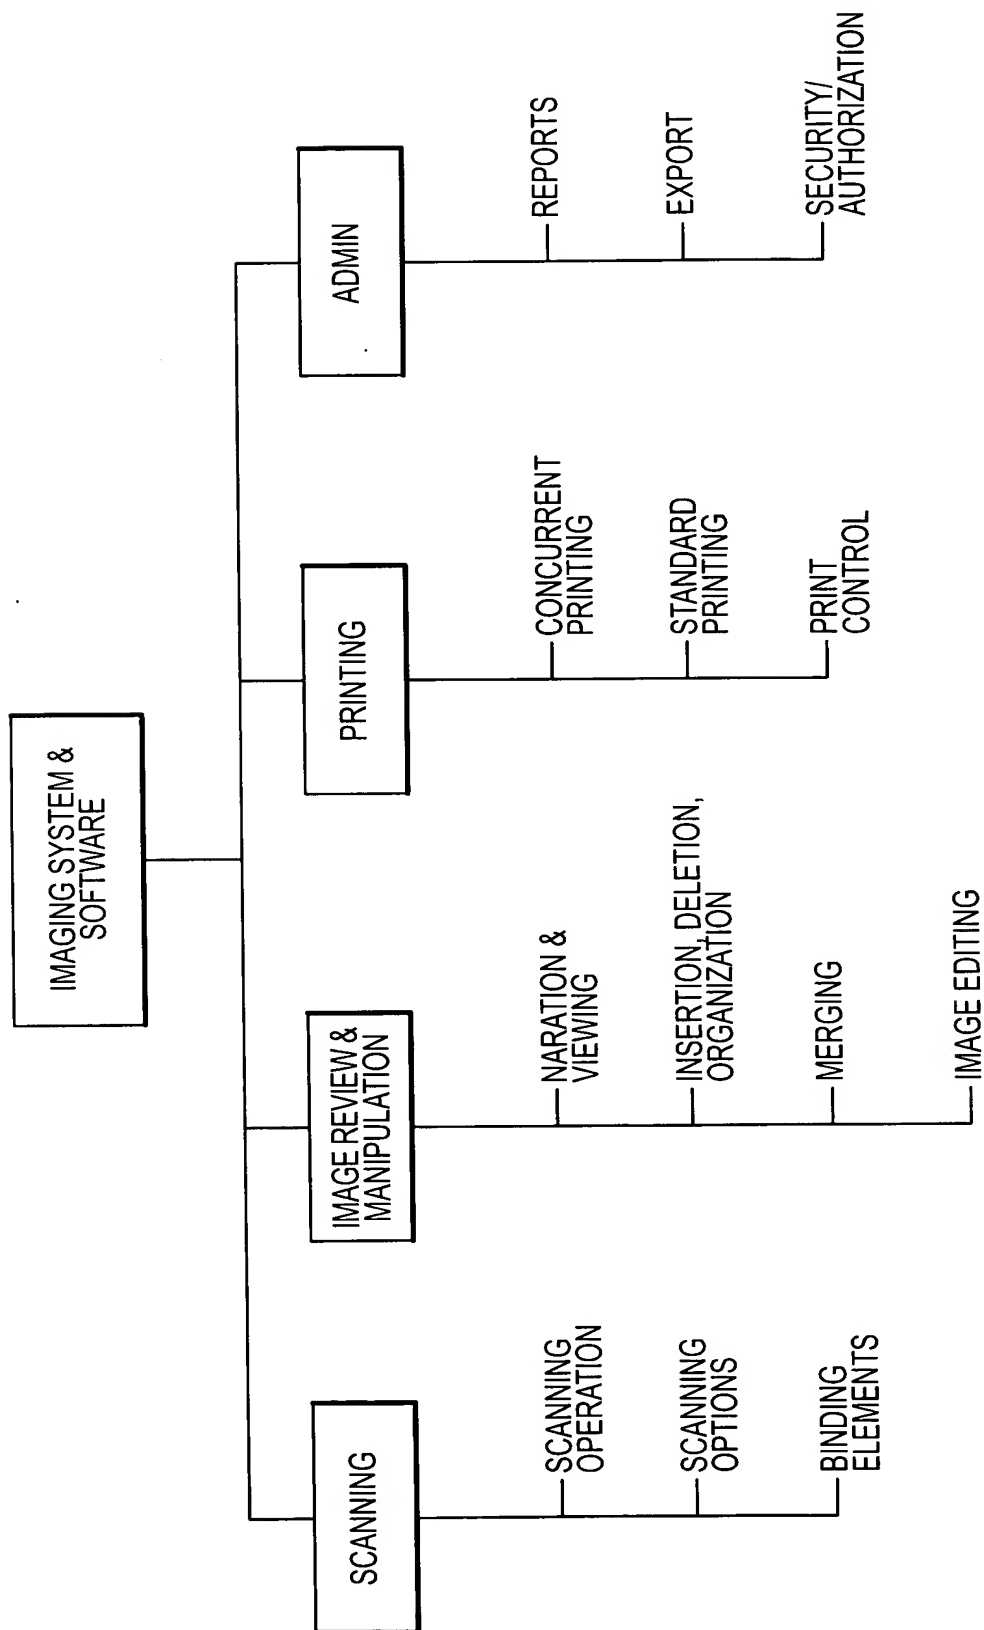 IMAGING SYSTEM &
SOFTWARE
SCANNING
SCANNING
OPERATION
SCANNING
OPTIONS
BINDING
ELEMENTS
IMAGE REVIEW &
MANIPULATION
NARATION &
VIEWING
INSERTION, DELETION,
ORGANIZATION
MERGING
IMAGE EDITING
PRINTING
CONCURRENT
PRINTING
STANDARD
PRINTING
PRINT
CONTROL
ADMIN
REPORTS
EXPORT
SECURITY/
AUTHORIZATION